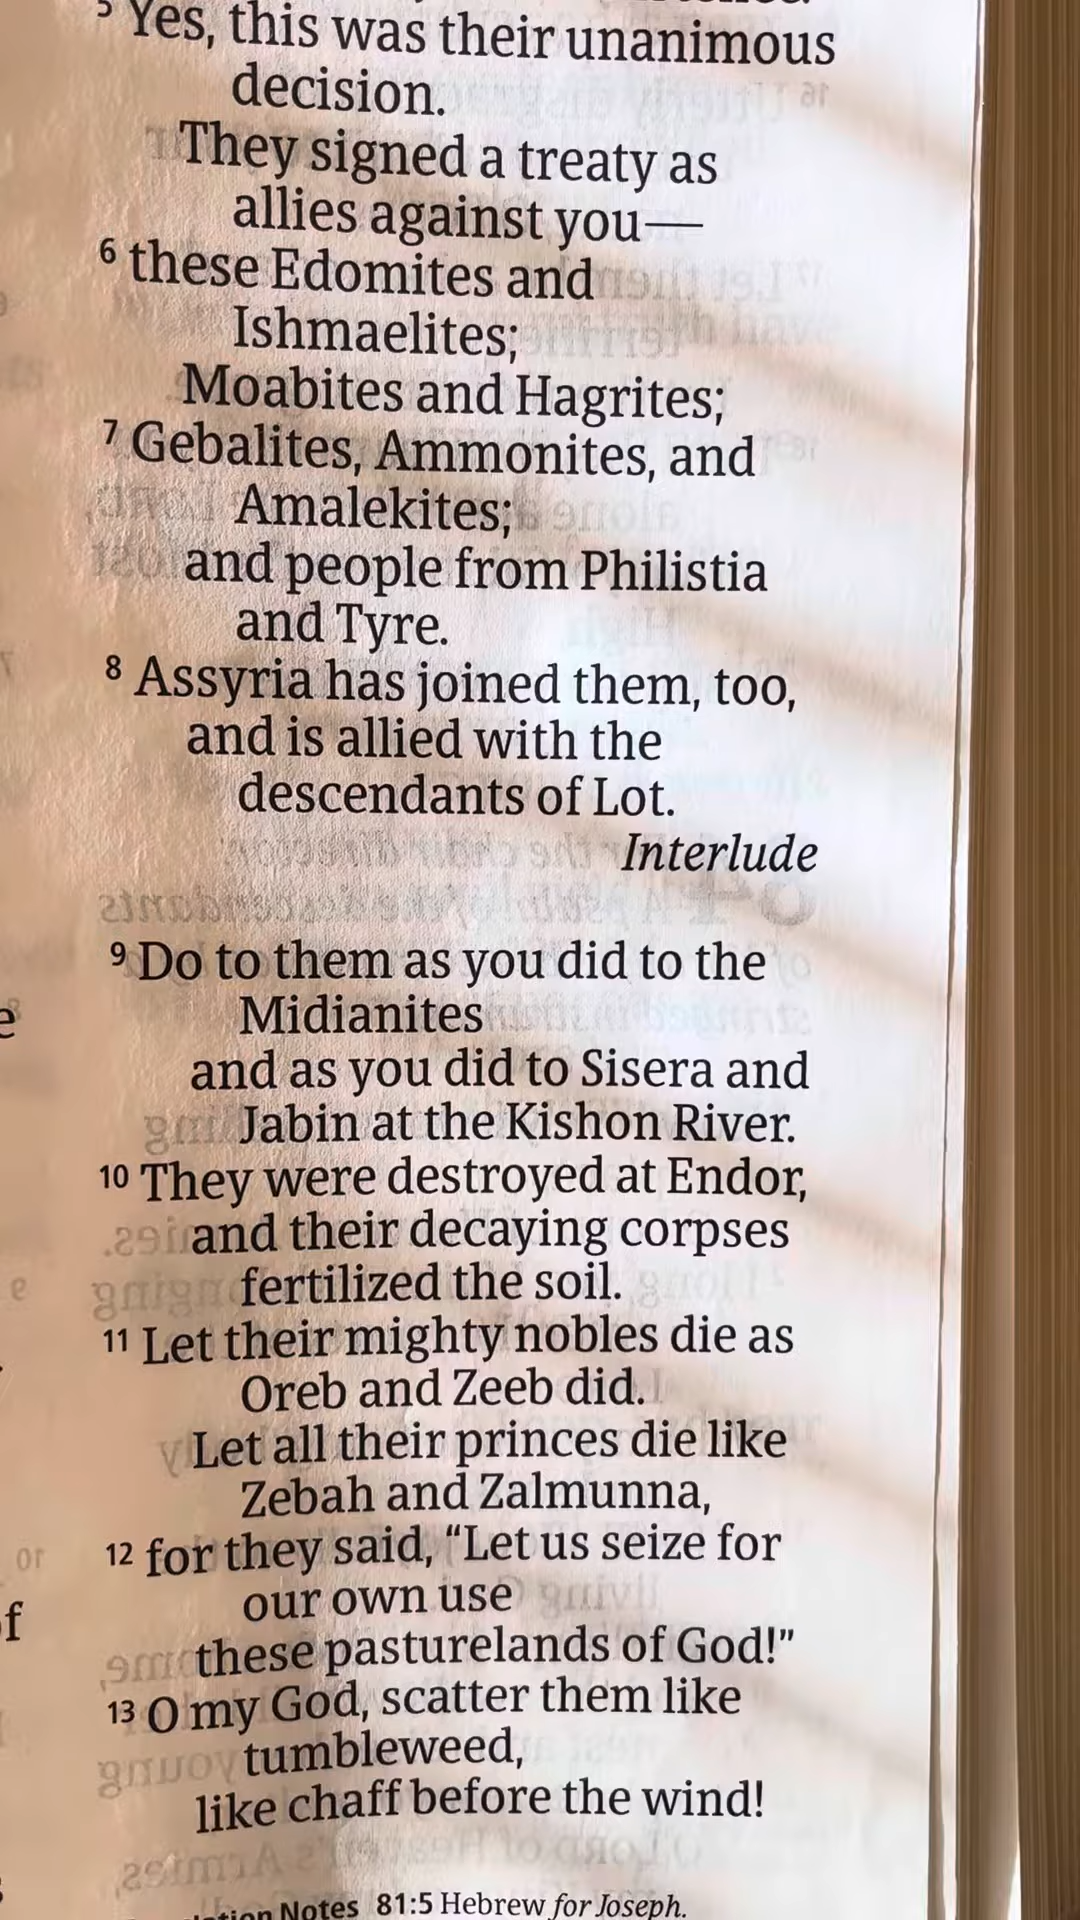 5 Yes, this was their unanimous
decision.
They signed a treaty as
allies against you—
6 these Edomites and
Ishmaelites;
Moabites and Hagrites;
7 Gebalites, Ammonites, and
Amalekites;
and people from Philistia
and Tyre.
8 Assyria has joined them, too,
and is allied with the
descendants of Lot.
Interlude
9 Do to them as you did to the
Midianites
and as you did to Sisera and
Jabin at the Kishon River.
10 They were destroyed at Endor,
and their decaying corpses
fertilized the soil.
11 Let their mighty nobles die as
Oreb and Zeeb did.
Let all their princes die like
Zebah and Zalmunna,
12 for they said, “Let us seize for
our own use
these pasturelands of God!”
13 O my God, scatter them like
tumbleweed,
like chaff before the wind!
Notes 81:5 Hebrew for Joseph.